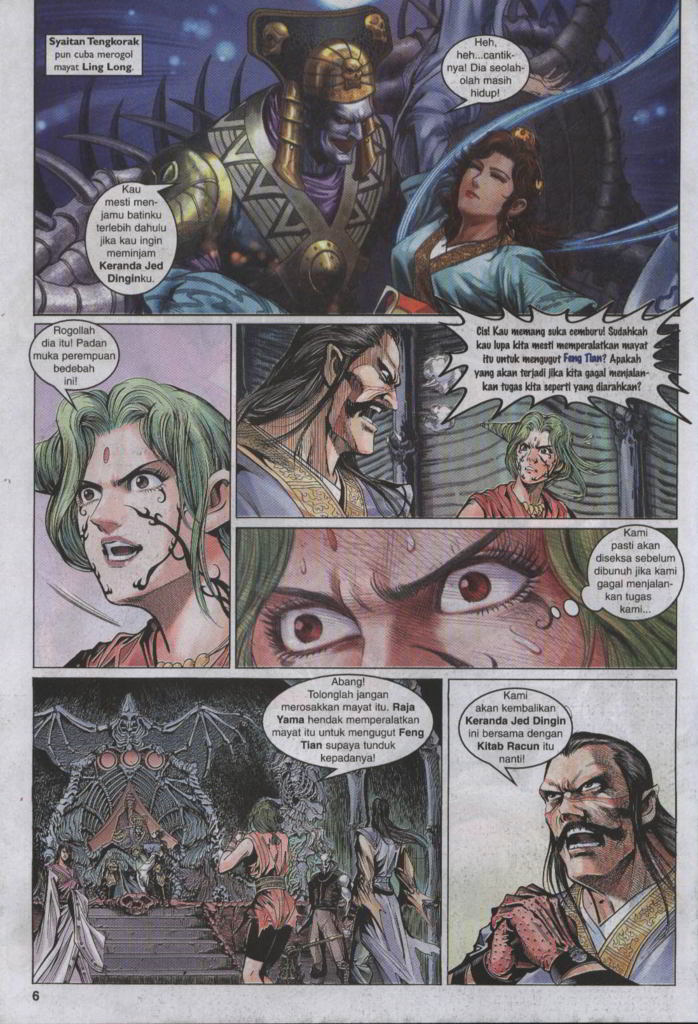 Syaitan Tengkorak
pun cuba merogol
mayat Ling Long.
Heh,
heh...cantik-
nya! Dia seolah-
olah masih
hidup!
Kau
mesti men-
jamu batinku
terlebih dahulu
jika kau ingin
meminjam
Keranda Jed
Dinginku.
Rogollah
dia itu! Padan
muka perempuan
bedebah
ini!
Cis! Kau memang suka cemburu! Sudahkah
kau lupa kita mesti memperalatkan mayat
itu untuk mengugut Feng Tian? Apakah
yang akan terjadi jika kita gagal menjalan-
kan tugas kita seperti yang diarahkan?
Kami
pasti akan
diseksa sebelum
dibunuh jika kami
gagal menjalan-
kan tugas
kami...
Abang!
Tolonglah jangan
merosakkan mayat itu. Raja
Yama hendak memperalatkan
mayat itu untuk mengugut Feng
Tian supaya tunduk
kepadanya!
Kami
akan kembalikan
Keranda Jed Dingin
ini bersama dengan
Kitab Racun itu
nanti!
6